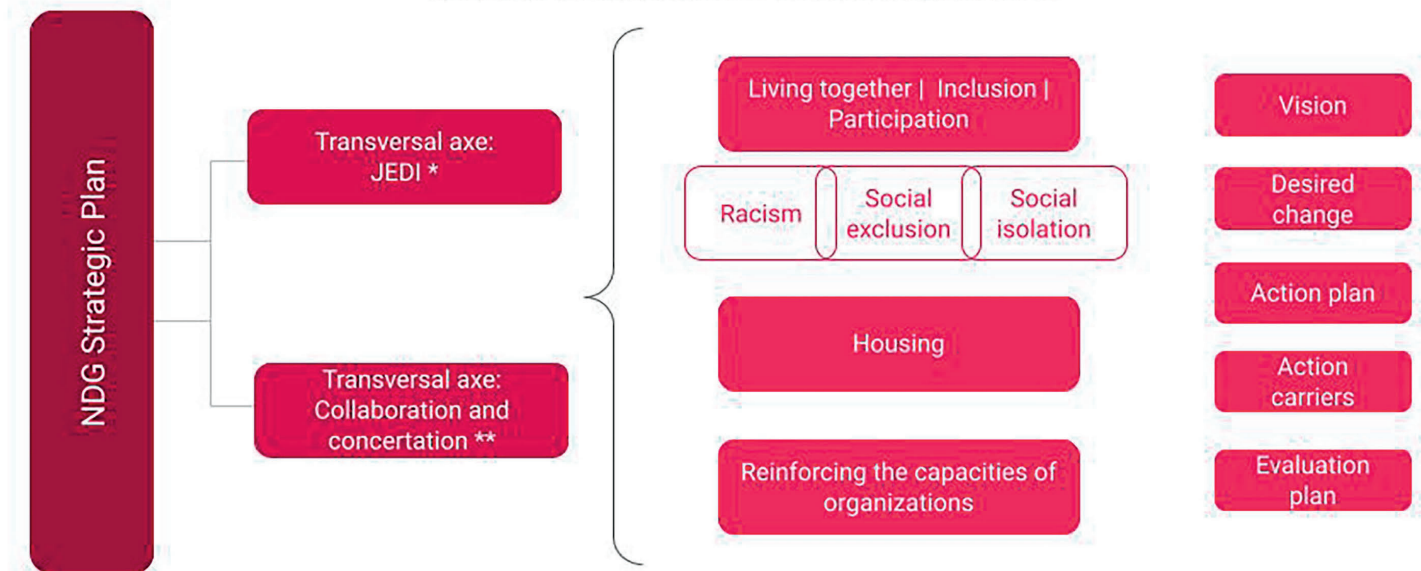 NDG Strategic Plan
Transversal axe:
JEDI *
Transversal axe:
Collaboration and
concertation **
Living together | Inclusion |
Participation
Racism
Social
exclusion
Social
isolation
Housing
Reinforcing the capacities of
organizations
Vision
Desired
change
Action plan
Action
carriers
Evaluation
plan